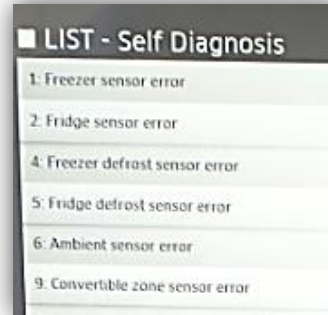 LIST - Self Diagnosis
1: Freezer sensor error
2: Fridge sensor error
4: Freezer defrost sensor error
5: Fridge defrost sensor error
6: Ambient sensor error
9: Convertible zone sensor error